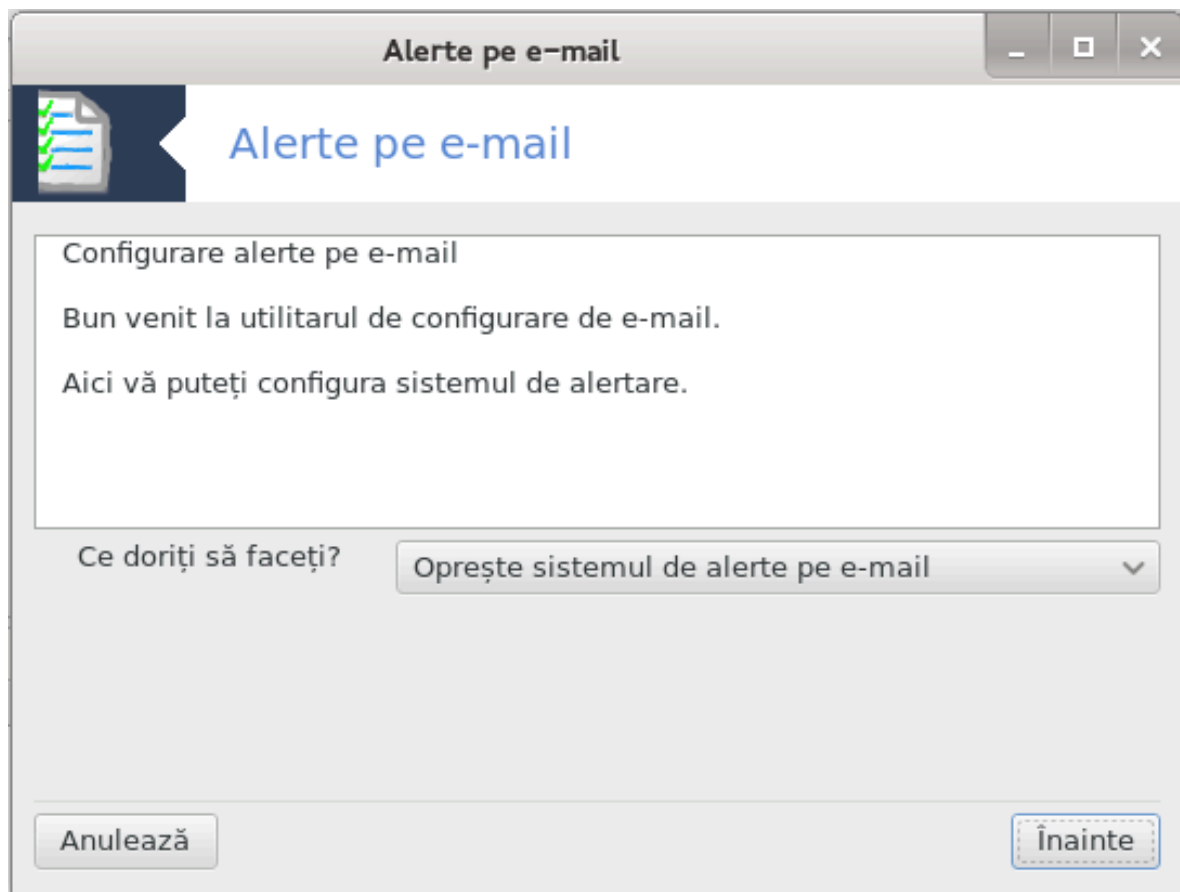 Alerte pe e-mail
Alerte pe e-mail
Configurare alerte pe e-mail
Bun venit la utilitarul de configurare de e-mail.
Aici vă puteți configura sistemul de alertare.
Ce doriți să faceți?
Oprește sistemul de alerte pe e-mail
Anulează
Înainte